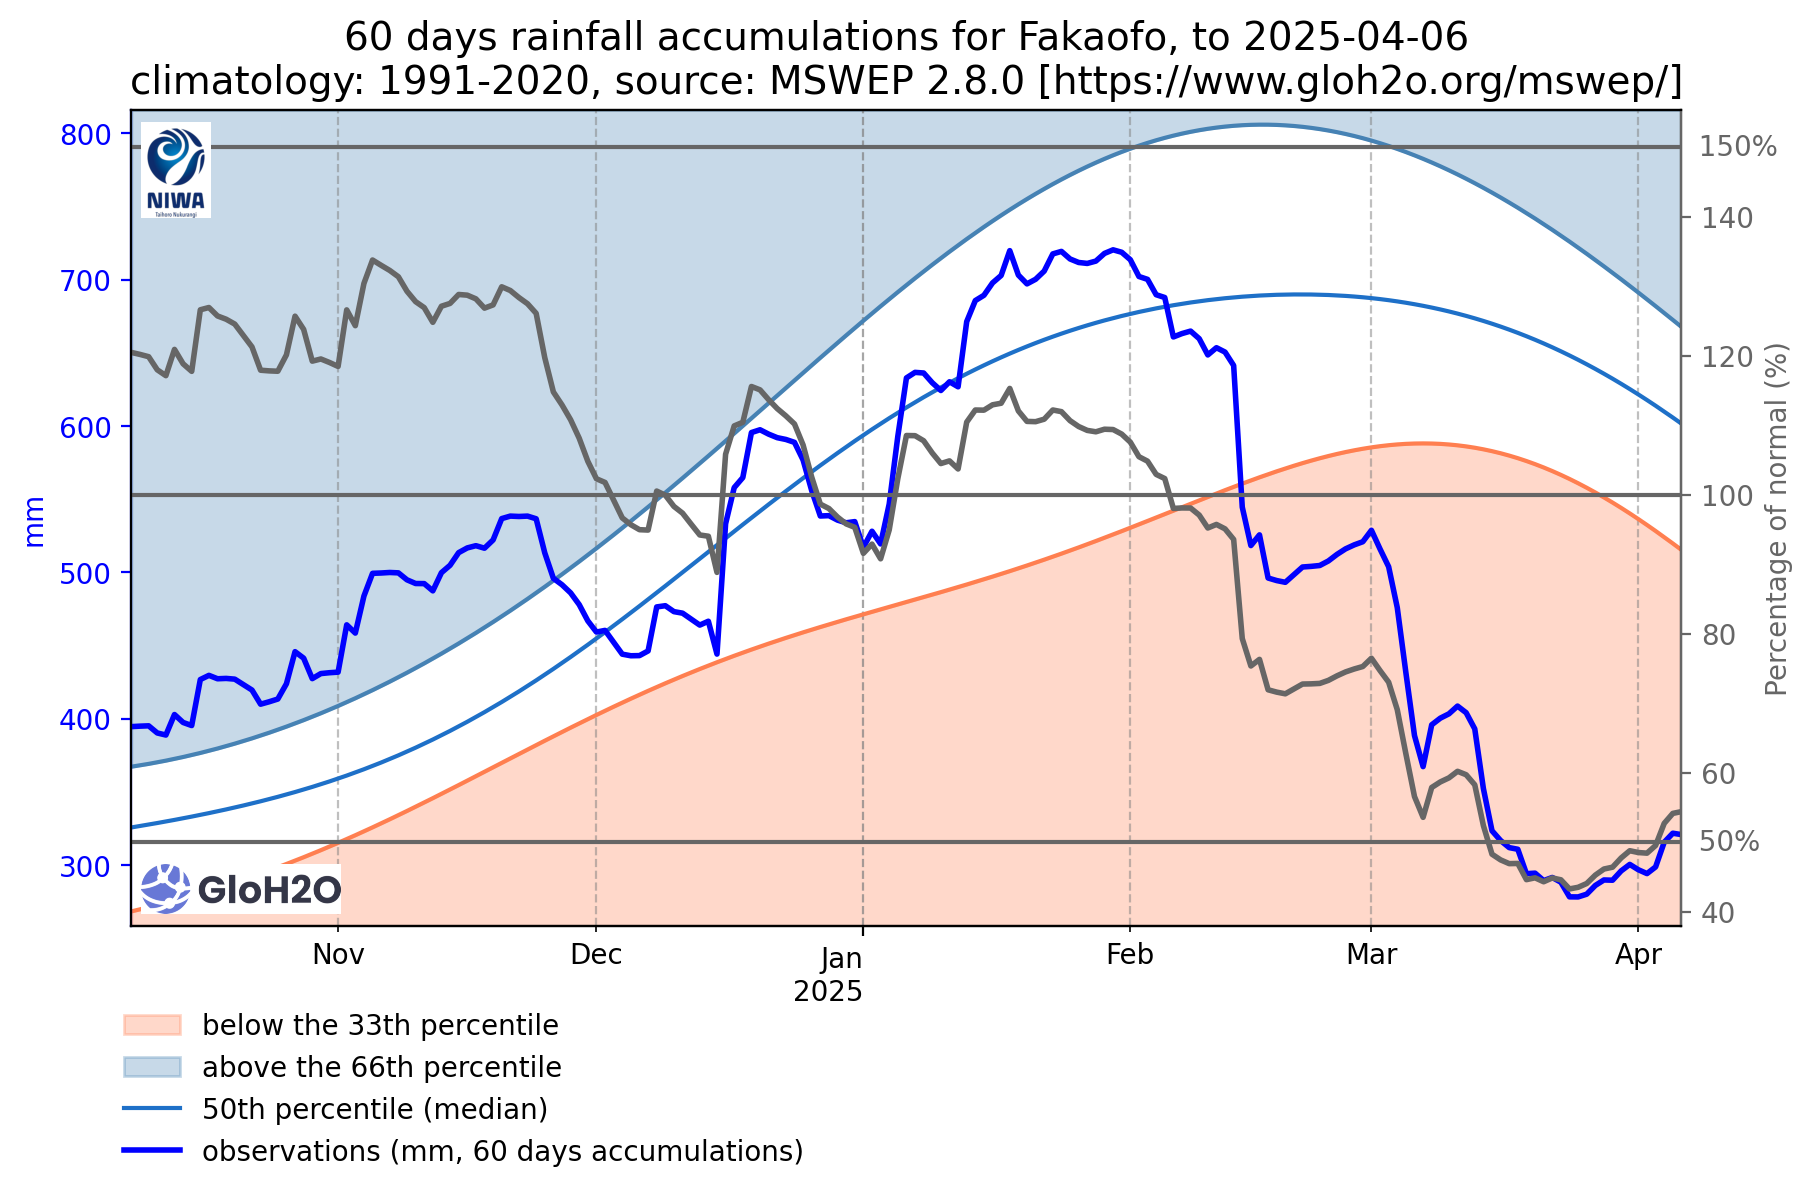 60 days rainfall accumulations for Fakaofo, to 2025-04-06
climatology: 1991-2020, source: MSWEP 2.8.0 [https://www.gloh2o.org/mswep/]
800
700
600
500
400
300
mm
150%
140
120
100
80
60
50%
40
Percentage of normal (%)
NIWA
Taihoro Nukurangi
GloH2O
Nov
Dec
Jan
2025
Feb
Mar
Apr
below the 33th percentile
above the 66th percentile
50th percentile (median)
observations (mm, 60 days accumulations)